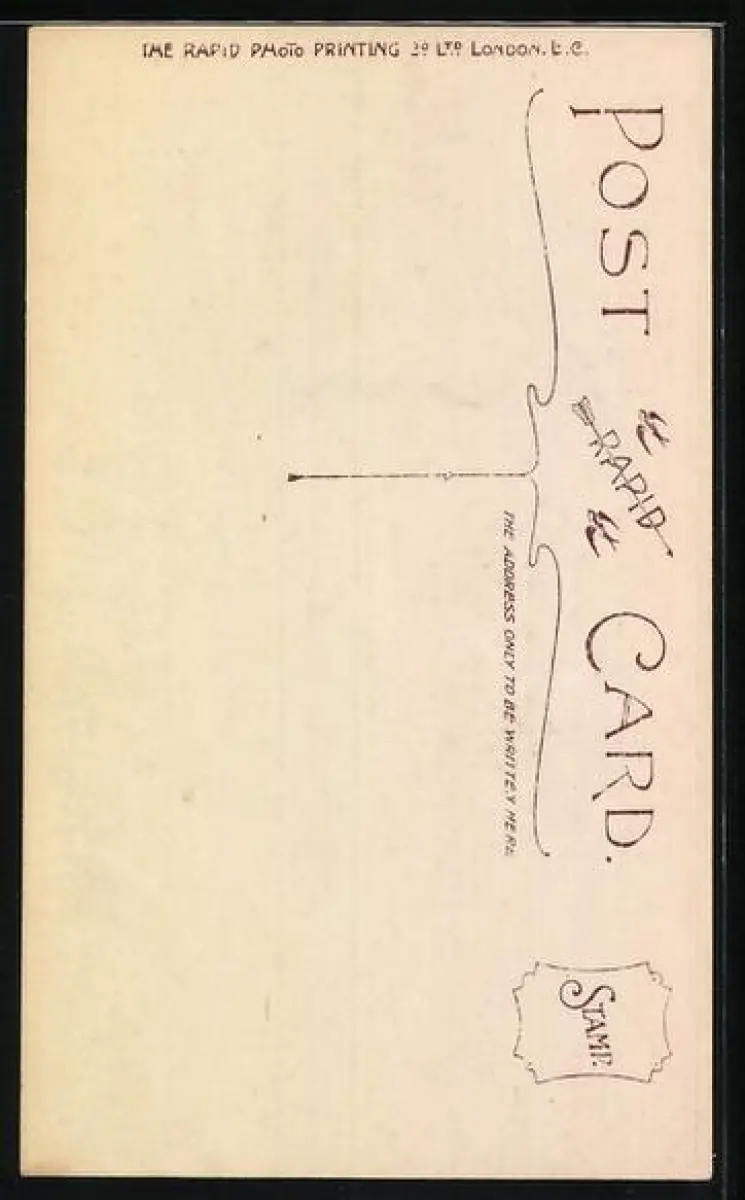 THE RAPID PHOTO PRINTING Co LTD LONDON. E.C.
POST RAPID CARD.
THE ADDRESS ONLY TO BE WRITTEN HERE.
STAMP.